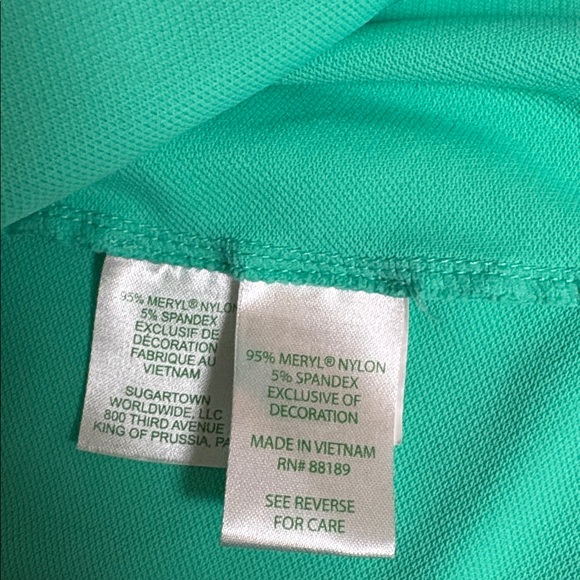 95% MERYL® NYLON
5% SPANDEX
EXCLUSIF DE
DÉCORATION
FABRIQUE AU
VIETNAM
SUGARTOWN
WORLDWIDE, LLC
800 THIRD AVENUE
KING OF PRUSSIA, PA
95% MERYL® NYLON
5% SPANDEX
EXCLUSIVE OF
DECORATION
MADE IN VIETNAM
RN# 88189
SEE REVERSE
FOR CARE